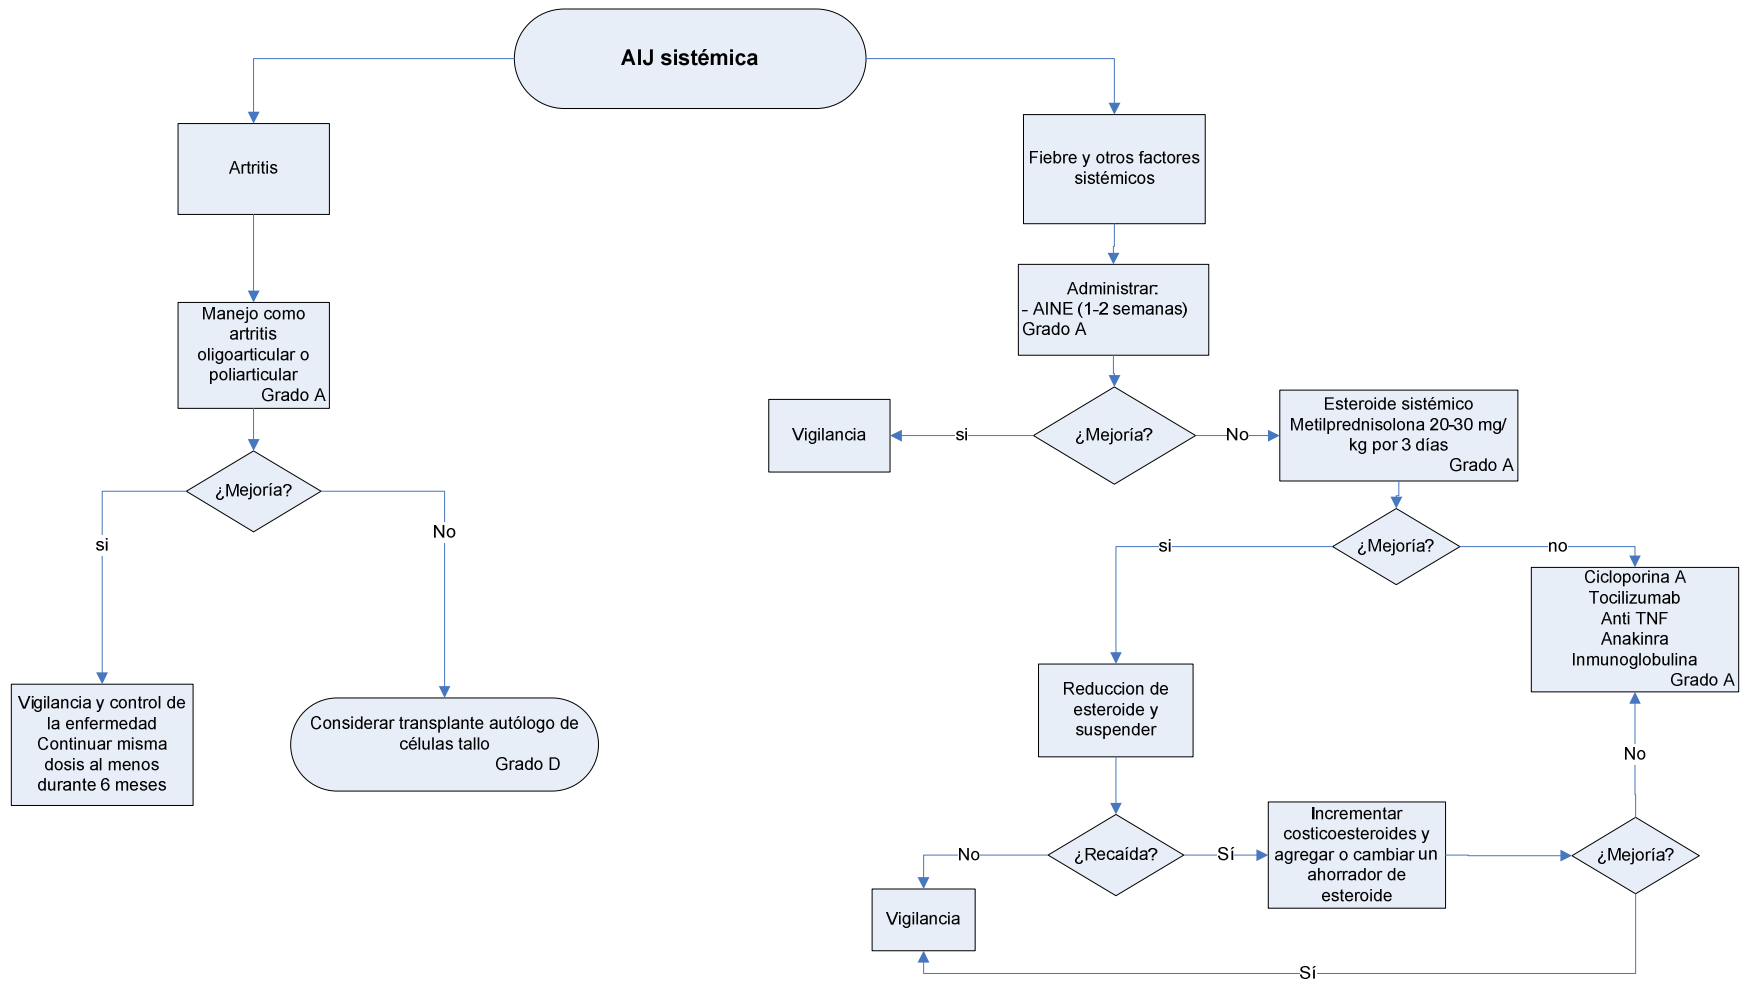 AIJ sistémica
Artritis
Manejo como
artritis
oligoarticular o
poliarticular
Grado A
¿Mejoría?
si
No
Vigilancia y control de
la enfermedad
Continuar misma
dosis al menos
durante 6 meses
Considerar transplante autólogo de
células tallo
Grado D
Fiebre y otros factores
sistémicos
Administrar:
- AINE (1-2 semanas)
Grado A
¿Mejoría?
si
Vigilancia
No
Esteroide sistémico
Metilprednisolona 20-30 mg/
kg por 3 días
Grado A
¿Mejoría?
si
no
Cicloporina A
Tocilizumab
Anti TNF
Anakinra
Inmunoglobulina
Grado A
Reduccion de
esteroide y
suspender
¿Recaída?
No
Vigilancia
Sí
Incrementar
costicoesteroides y
agregar o cambiar un
ahorrador de
esteroide
¿Mejoría?
No
Sí